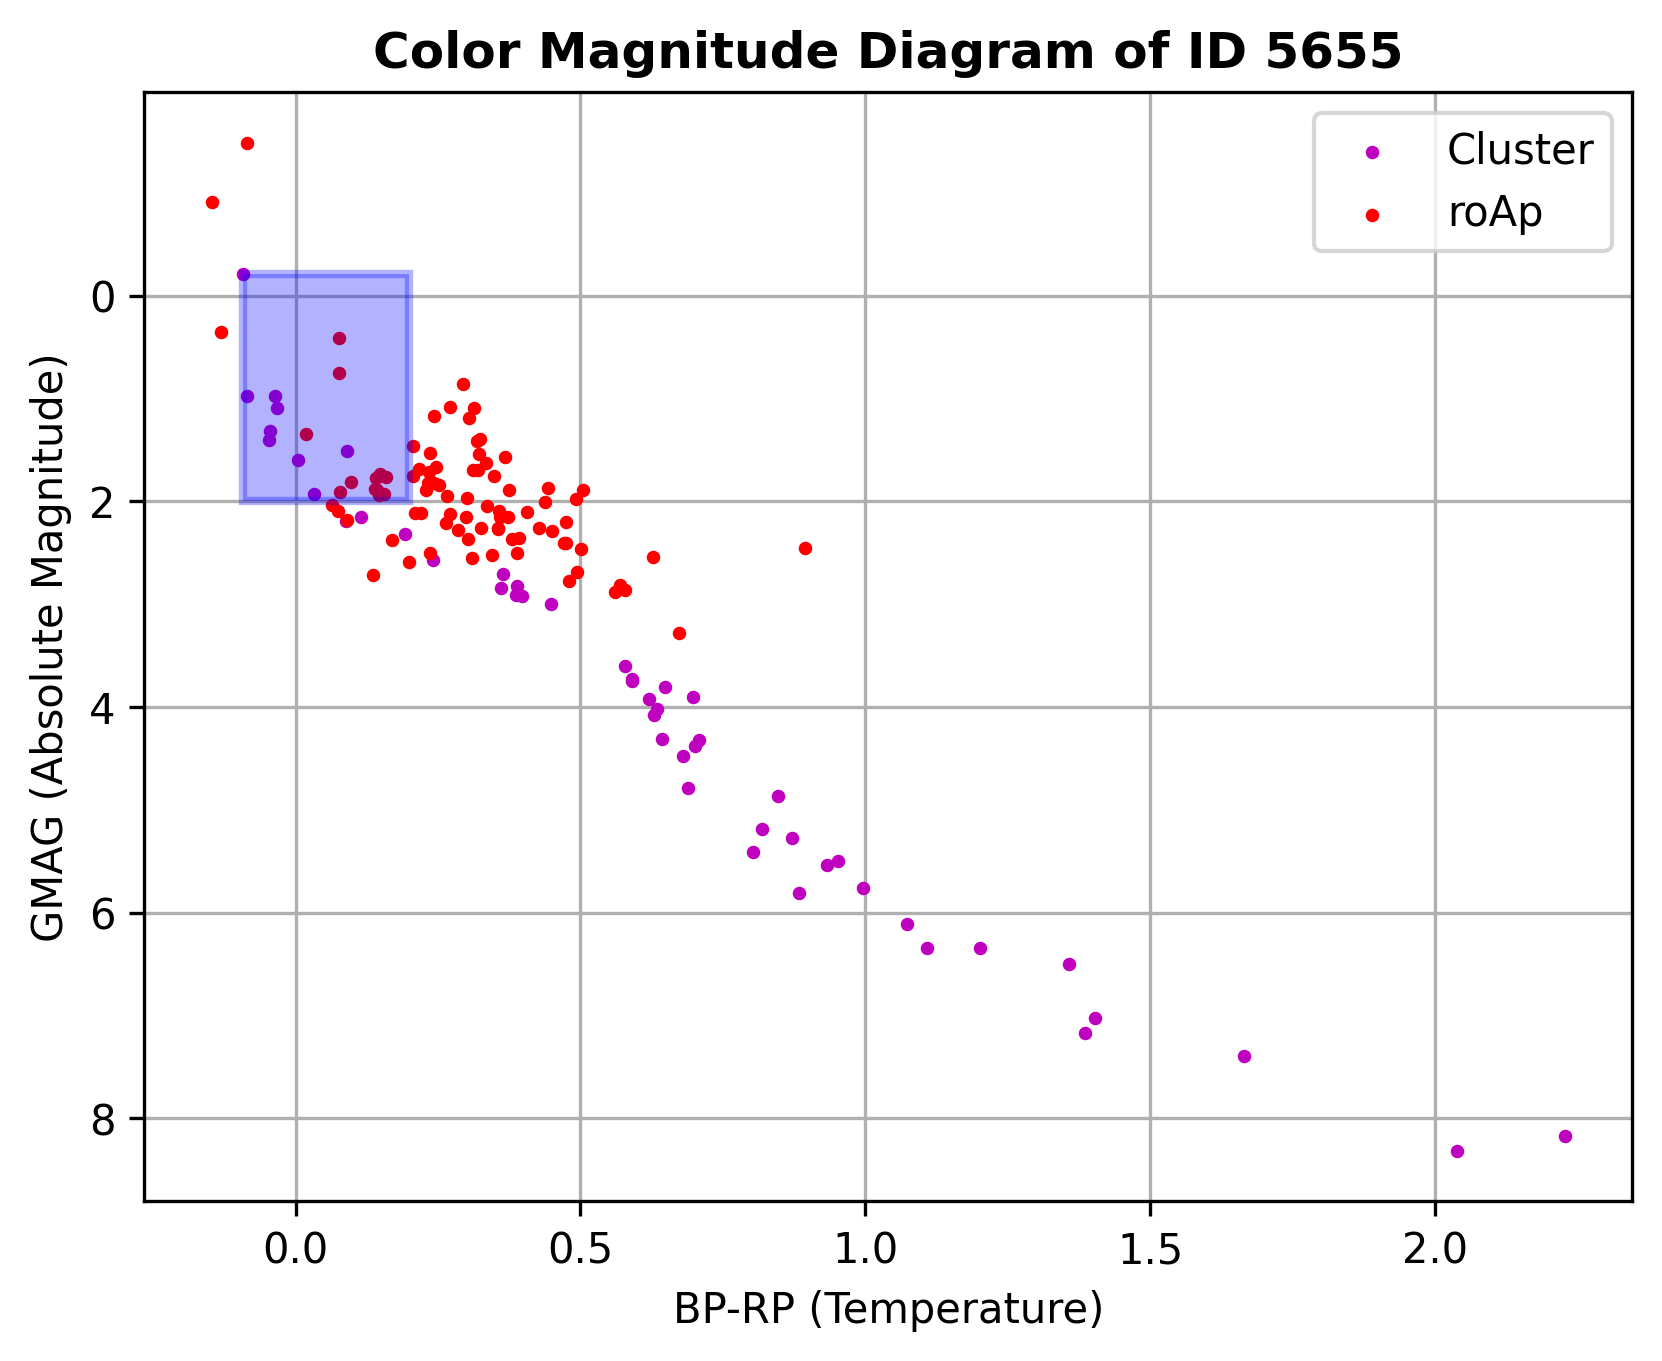 Color Magnitude Diagram of ID 5655
Cluster
roAp
GMAG (Absolute Magnitude)
0
2
4
6
8
0.0 0.5 1.0 1.5 2.0
BP-RP (Temperature)